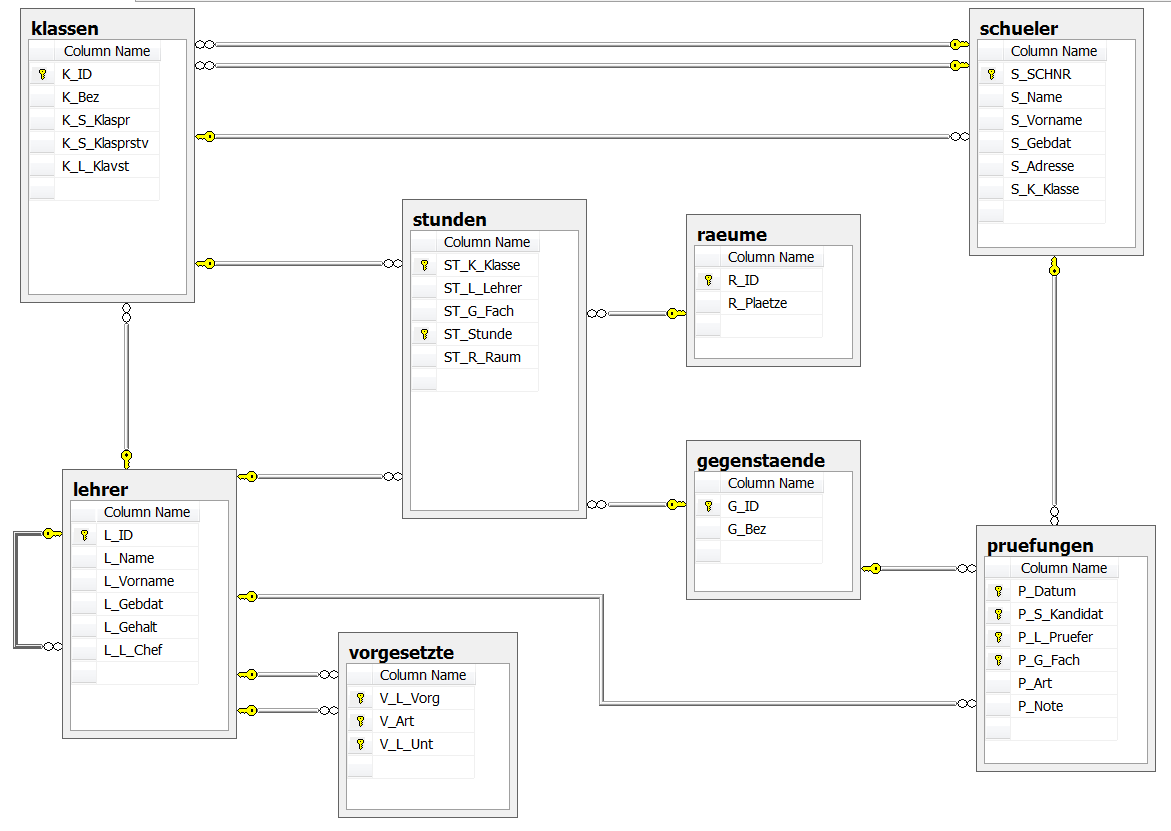 klassen
Column Name
K_ID
K_Bez
K_S_Klaspr
K_S_Klasprstv
K_L_Klavst
schueler
Column Name
S_SCHNR
S_Name
S_Vorname
S_Gebdat
S_Adresse
S_K_Klasse
stunden
Column Name
ST_K_Klasse
ST_L_Lehrer
ST_G_Fach
ST_Stunde
ST_R_Raum
raeume
Column Name
R_ID
R_Plaetze
gegenstaende
Column Name
G_ID
G_Bez
lehrer
Column Name
L_ID
L_Name
L_Vorname
L_Gebdat
L_Gehalt
L_L_Chef
vorgesetzte
Column Name
V_L_Vorg
V_Art
V_L_Unt
pruefungen
Column Name
P_Datum
P_S_Kandidat
P_L_Pruefer
P_G_Fach
P_Art
P_Note